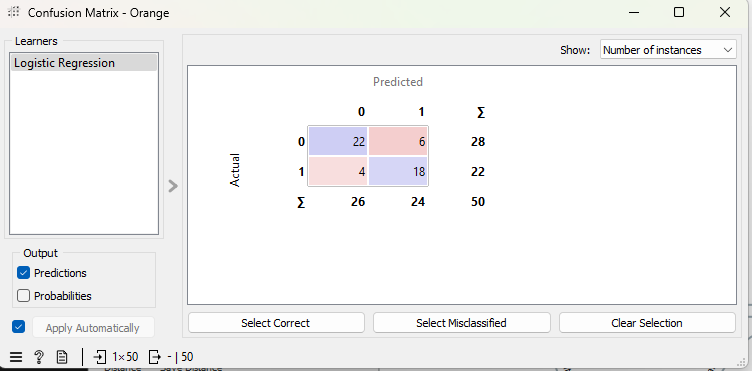 Confusion Matrix - Orange
Learners
Logistic Regression
Output
Predictions
Probabilities
Apply Automatically
Show: Number of instances
Predicted
0 1 Σ
Actual
0 22 6 28
1 4 18 22
Σ 26 24 50
Select Correct Select Misclassified Clear Selection
? 1×50 - | 50
Distance Save Distance